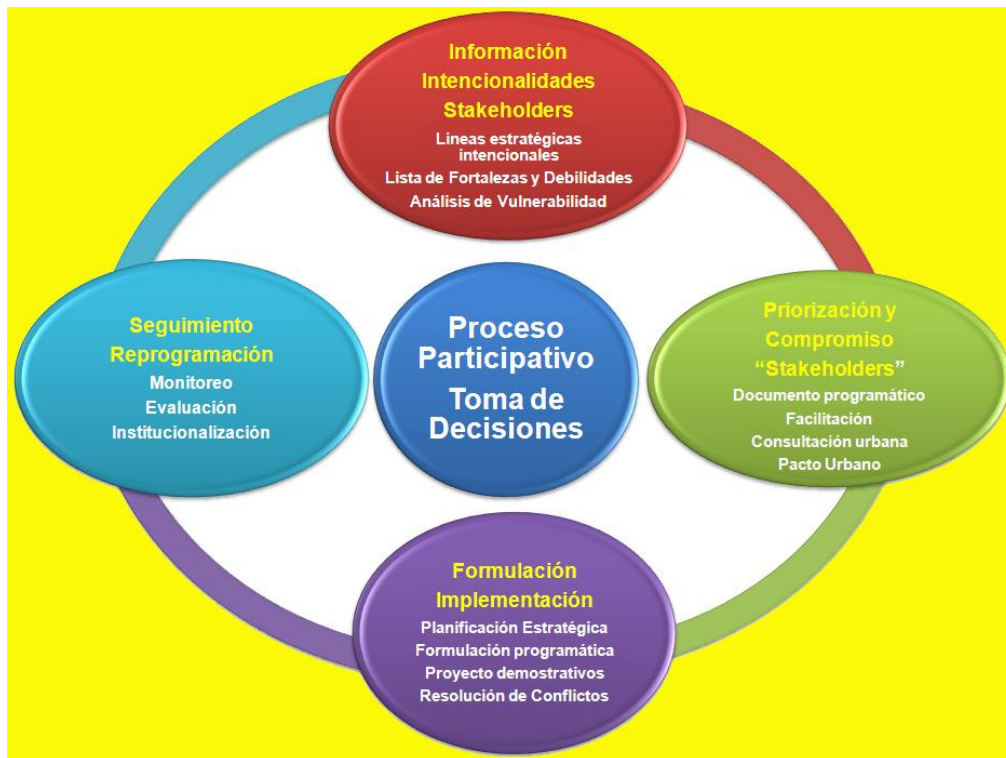 Información
Intencionalidades
Stakeholders
Líneas estratégicas
intencionales
Lista de Fortalezas y Debilidades
Análisis de Vulnerabilidad
Seguimiento
Reprogramación
Monitoreo
Evaluación
Institucionalización
Proceso
Participativo
Toma de
Decisiones
Priorización y
Compromiso
“Stakeholders”
Documento programático
Facilitación
Consultación urbana
Pacto Urbano
Formulación
Implementación
Planificación Estratégica
Formulación programática
Proyecto demostrativos
Resolución de Conflictos